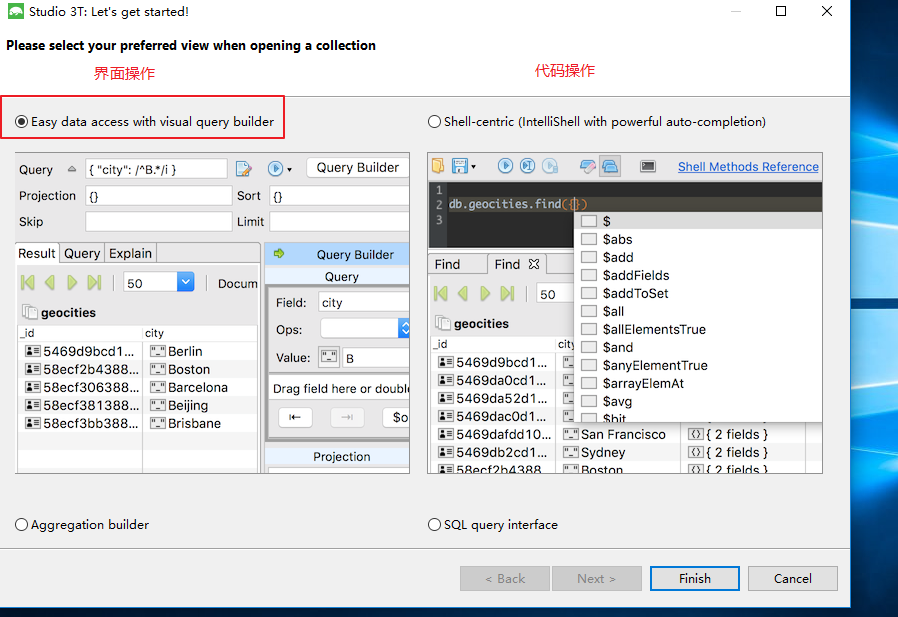 Studio 3T: Let's get started!
Please select your preferred view when opening a collection
界面操作
代码操作
Easy data access with visual query builder
Shell-centric (IntelliShell with powerful auto-completion)
Query { "city": /^B.*/i } Query Builder
Projection {} Sort {}
Skip Limit
Result Query Explain
50 Docum
geocities
_id city
5469d9bcd1... Berlin
58ecf2b4388... Boston
58ecf306388... Barcelona
58ecf381388... Beijing
58ecf3bb388... Brisbane
Query Builder
Query
Field: city
Ops:
Value: "_" B
Drag field here or double
$o
Projection
Shell Methods Reference
1
2 db.geocities.find({})
3
$
$abs
$add
$addFields
$addToSet
$all
$allElementsTrue
$and
$anyElementTrue
$arrayElemAt
$avg
$bit
Find Find
50
geocities
_id city
5469d9bcd1...
5469da0cd1...
5469da52d1...
5469dac0d1...
5469dafdd10... San Francisco { 2 fields }
5469db2cd1... Sydney { 2 fields }
58ecf2b4388... Boston { 2 fields }
Aggregation builder
SQL query interface
< Back Next > Finish Cancel